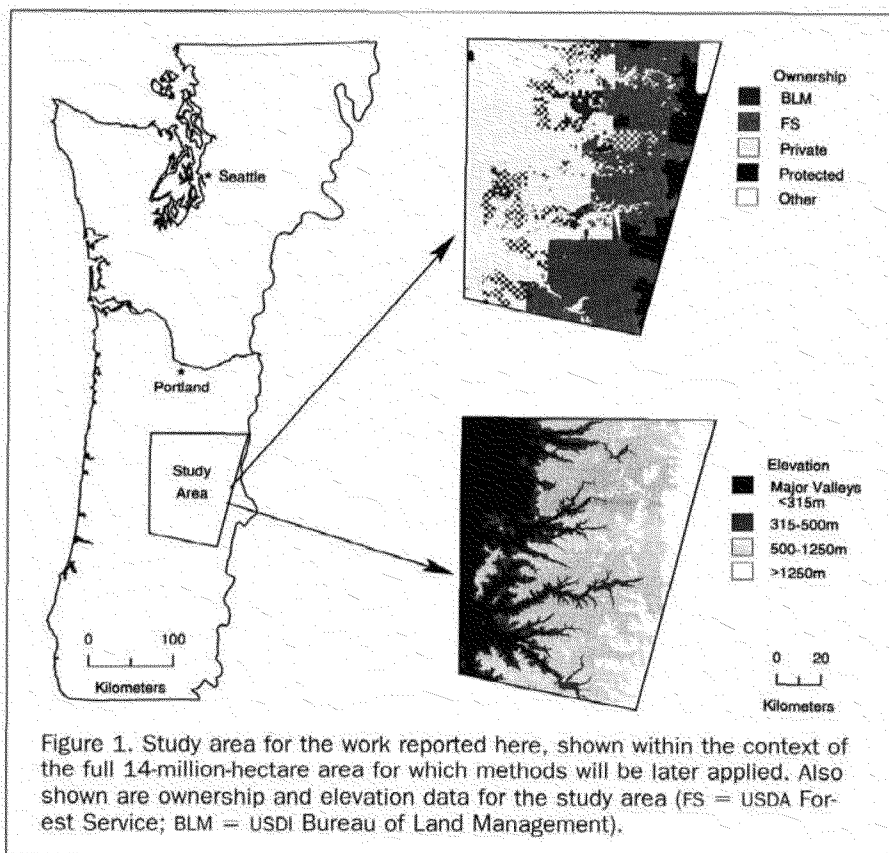 Seattle
Portland
Study
Area
0 100
Kilometers
Ownership
BLM
FS
Private
Protected
Other
Elevation
Major Valleys
<315m
315-500m
500-1250m
>1250m
0 20
Kilometers
Figure 1. Study area for the work reported here, shown within the context of
the full 14-million-hectare area for which methods will be later applied. Also
shown are ownership and elevation data for the study area (FS = USDA For-
est Service; BLM = USDI Bureau of Land Management).